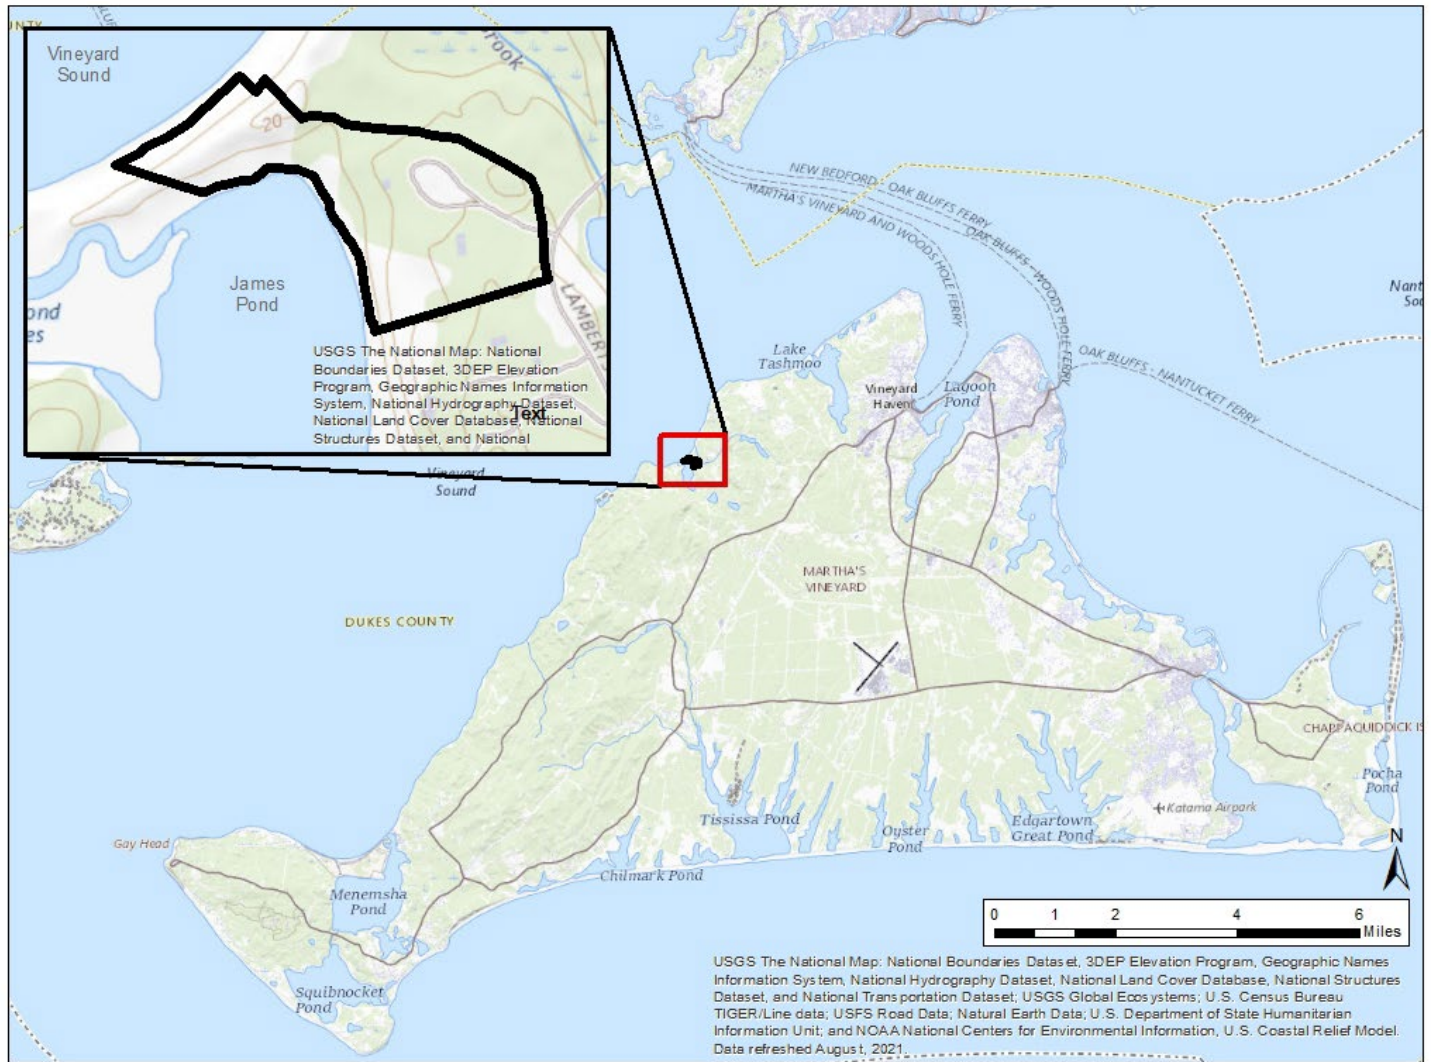 UNTY
Vineyard
Sound
rook
20
James
Pond
ond
es
LAMBERT
USGS The National Map: National
Boundaries Dataset, 3DEP Elevation
Program, Geographic Names Information
System, National Hydrography Dataset,
National Land Cover Database, National
Structures Dataset, and National
Text
NEW BEDFORD - OAK BLUFFS FERRY
MARTHA'S VINEYARD AND WOODS HOLE FERRY
OAK BLUFFS - WOODS HOLE FERRY
OAK BLUFFS - NANTUCKET FERRY
Nant
Sou
Lake
Tashmoo
Vineyard
Haven
Lagoon
Pond
Vineyard
Sound
MARTHA'S
VINEYARD
DUKES COUNTY
CHAPPAQUIDDICK IS
Pocha
Pond
Katama Airpark
Tississa Pond
Oyster
Pond
Edgartown
Great Pond
Gay Head
Chilmark Pond
Menemsha
Pond
Squibnocket
Pond
N
0 1 2 4 6
Miles
USGS The National Map: National Boundaries Dataset, 3DEP Elevation Program, Geographic Names
Information System, National Hydrography Dataset, National Land Cover Database, National Structures
Dataset, and National Transportation Dataset; USGS Global Ecosystems; U.S. Census Bureau
TIGER/Line data; USFS Road Data; Natural Earth Data; U.S. Department of State Humanitarian
Information Unit; and NOAA National Centers for Environmental Information, U.S. Coastal Relief Model.
Data refreshed August, 2021.